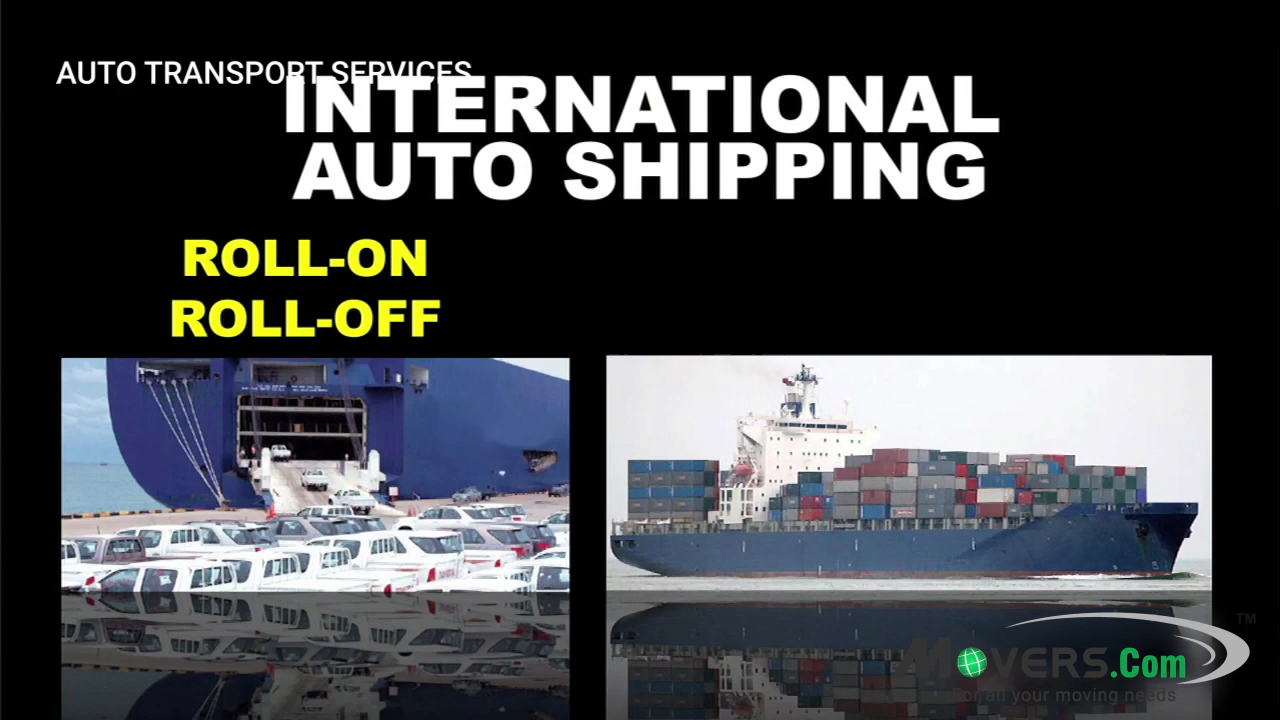 AUTO TRANSPORT SERVICES
INTERNATIONAL
AUTO SHIPPING
ROLL-ON
ROLL-OFF
MOVERS.Com
TM
For all your moving needs